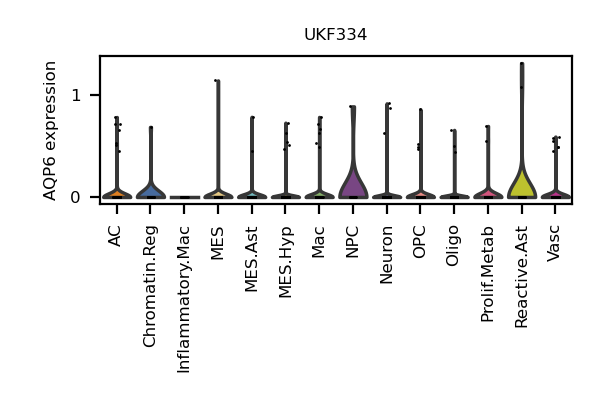 UKF334
AQP6 expression
1
0
AC
Chromatin.Reg
Inflammatory.Mac
MES
MES.Ast
MES.Hyp
Mac
NPC
Neuron
OPC
Oligo
Prolif.Metab
Reactive.Ast
Vasc